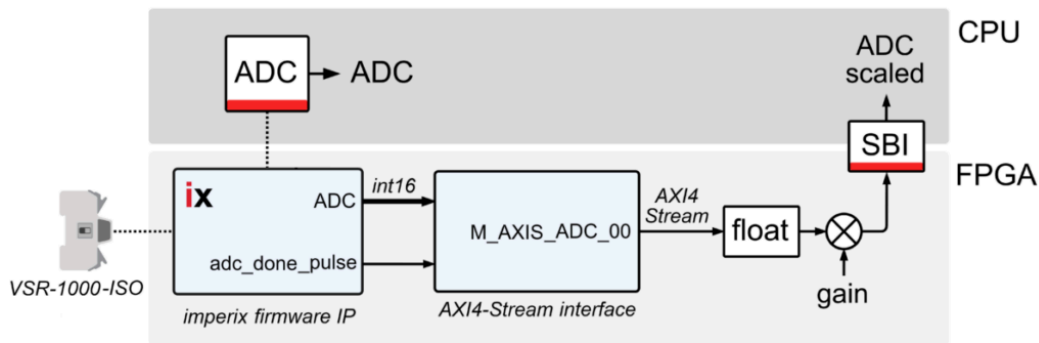 CPU
ADC
ADC
ADC
scaled
SBI
FPGA
ix
ADC
int16
adc_done_pulse
imperix firmware IP
M_AXIS_ADC_00
AXI4-Stream interface
AXI4
Stream
float
gain
VSR-1000-ISO